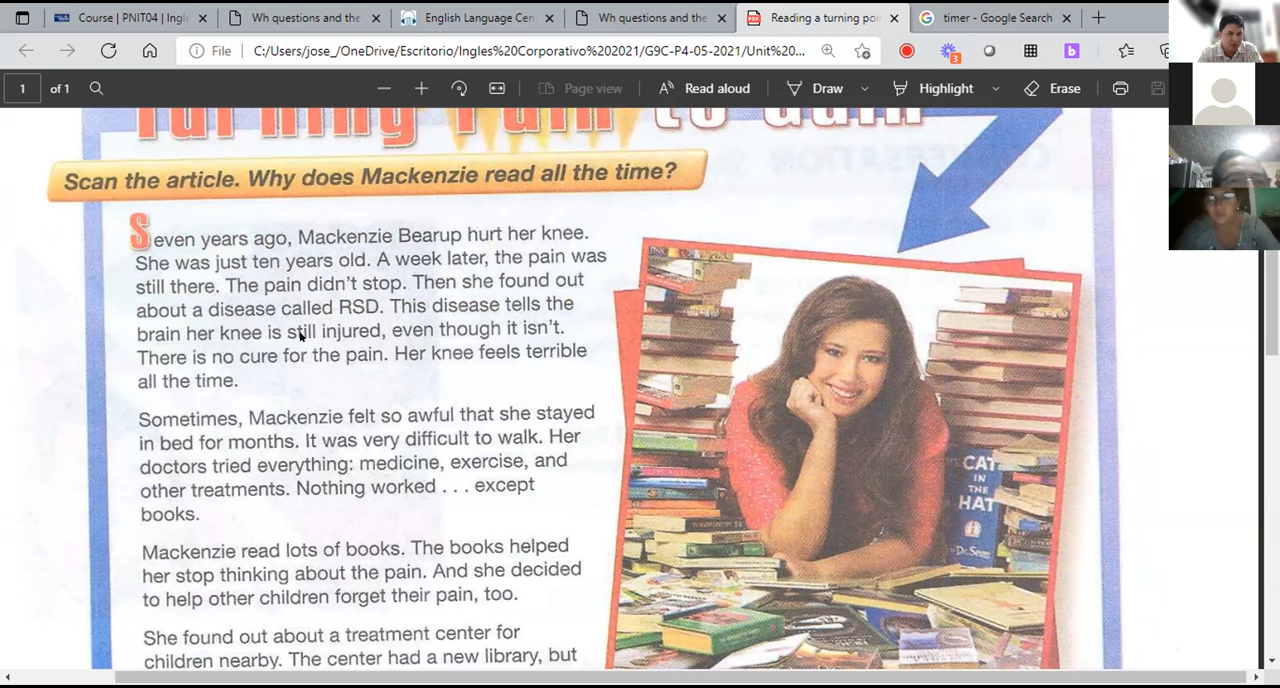 Course | PNIT04 | Ingl
Wh questions and the
English Language Cen
Wh questions and the
Reading a turning poi
timer - Google Search
File
C:/Users/jose_/OneDrive/Escritorio/Ingles%20Corporativo%202021/G9C-P4-05-2021/Unit%20...
3
b
1 of 1
Page view
Read aloud
Draw
Highlight
Erase
Turning Pain to Gain
Scan the article. Why does Mackenzie read all the time?
Seven years ago, Mackenzie Bearup hurt her knee.
She was just ten years old. A week later, the pain was
still there. The pain didn't stop. Then she found out
about a disease called RSD. This disease tells the
brain her knee is still injured, even though it isn't.
There is no cure for the pain. Her knee feels terrible
all the time.
Sometimes, Mackenzie felt so awful that she stayed
in bed for months. It was very difficult to walk. Her
doctors tried everything: medicine, exercise, and
other treatments. Nothing worked . . . except
books.
Mackenzie read lots of books. The books helped
her stop thinking about the pain. And she decided
to help other children forget their pain, too.
She found out about a treatment center for
children nearby. The center had a new library, but
CAT
IN
THE
HAT
Dr. Seuss